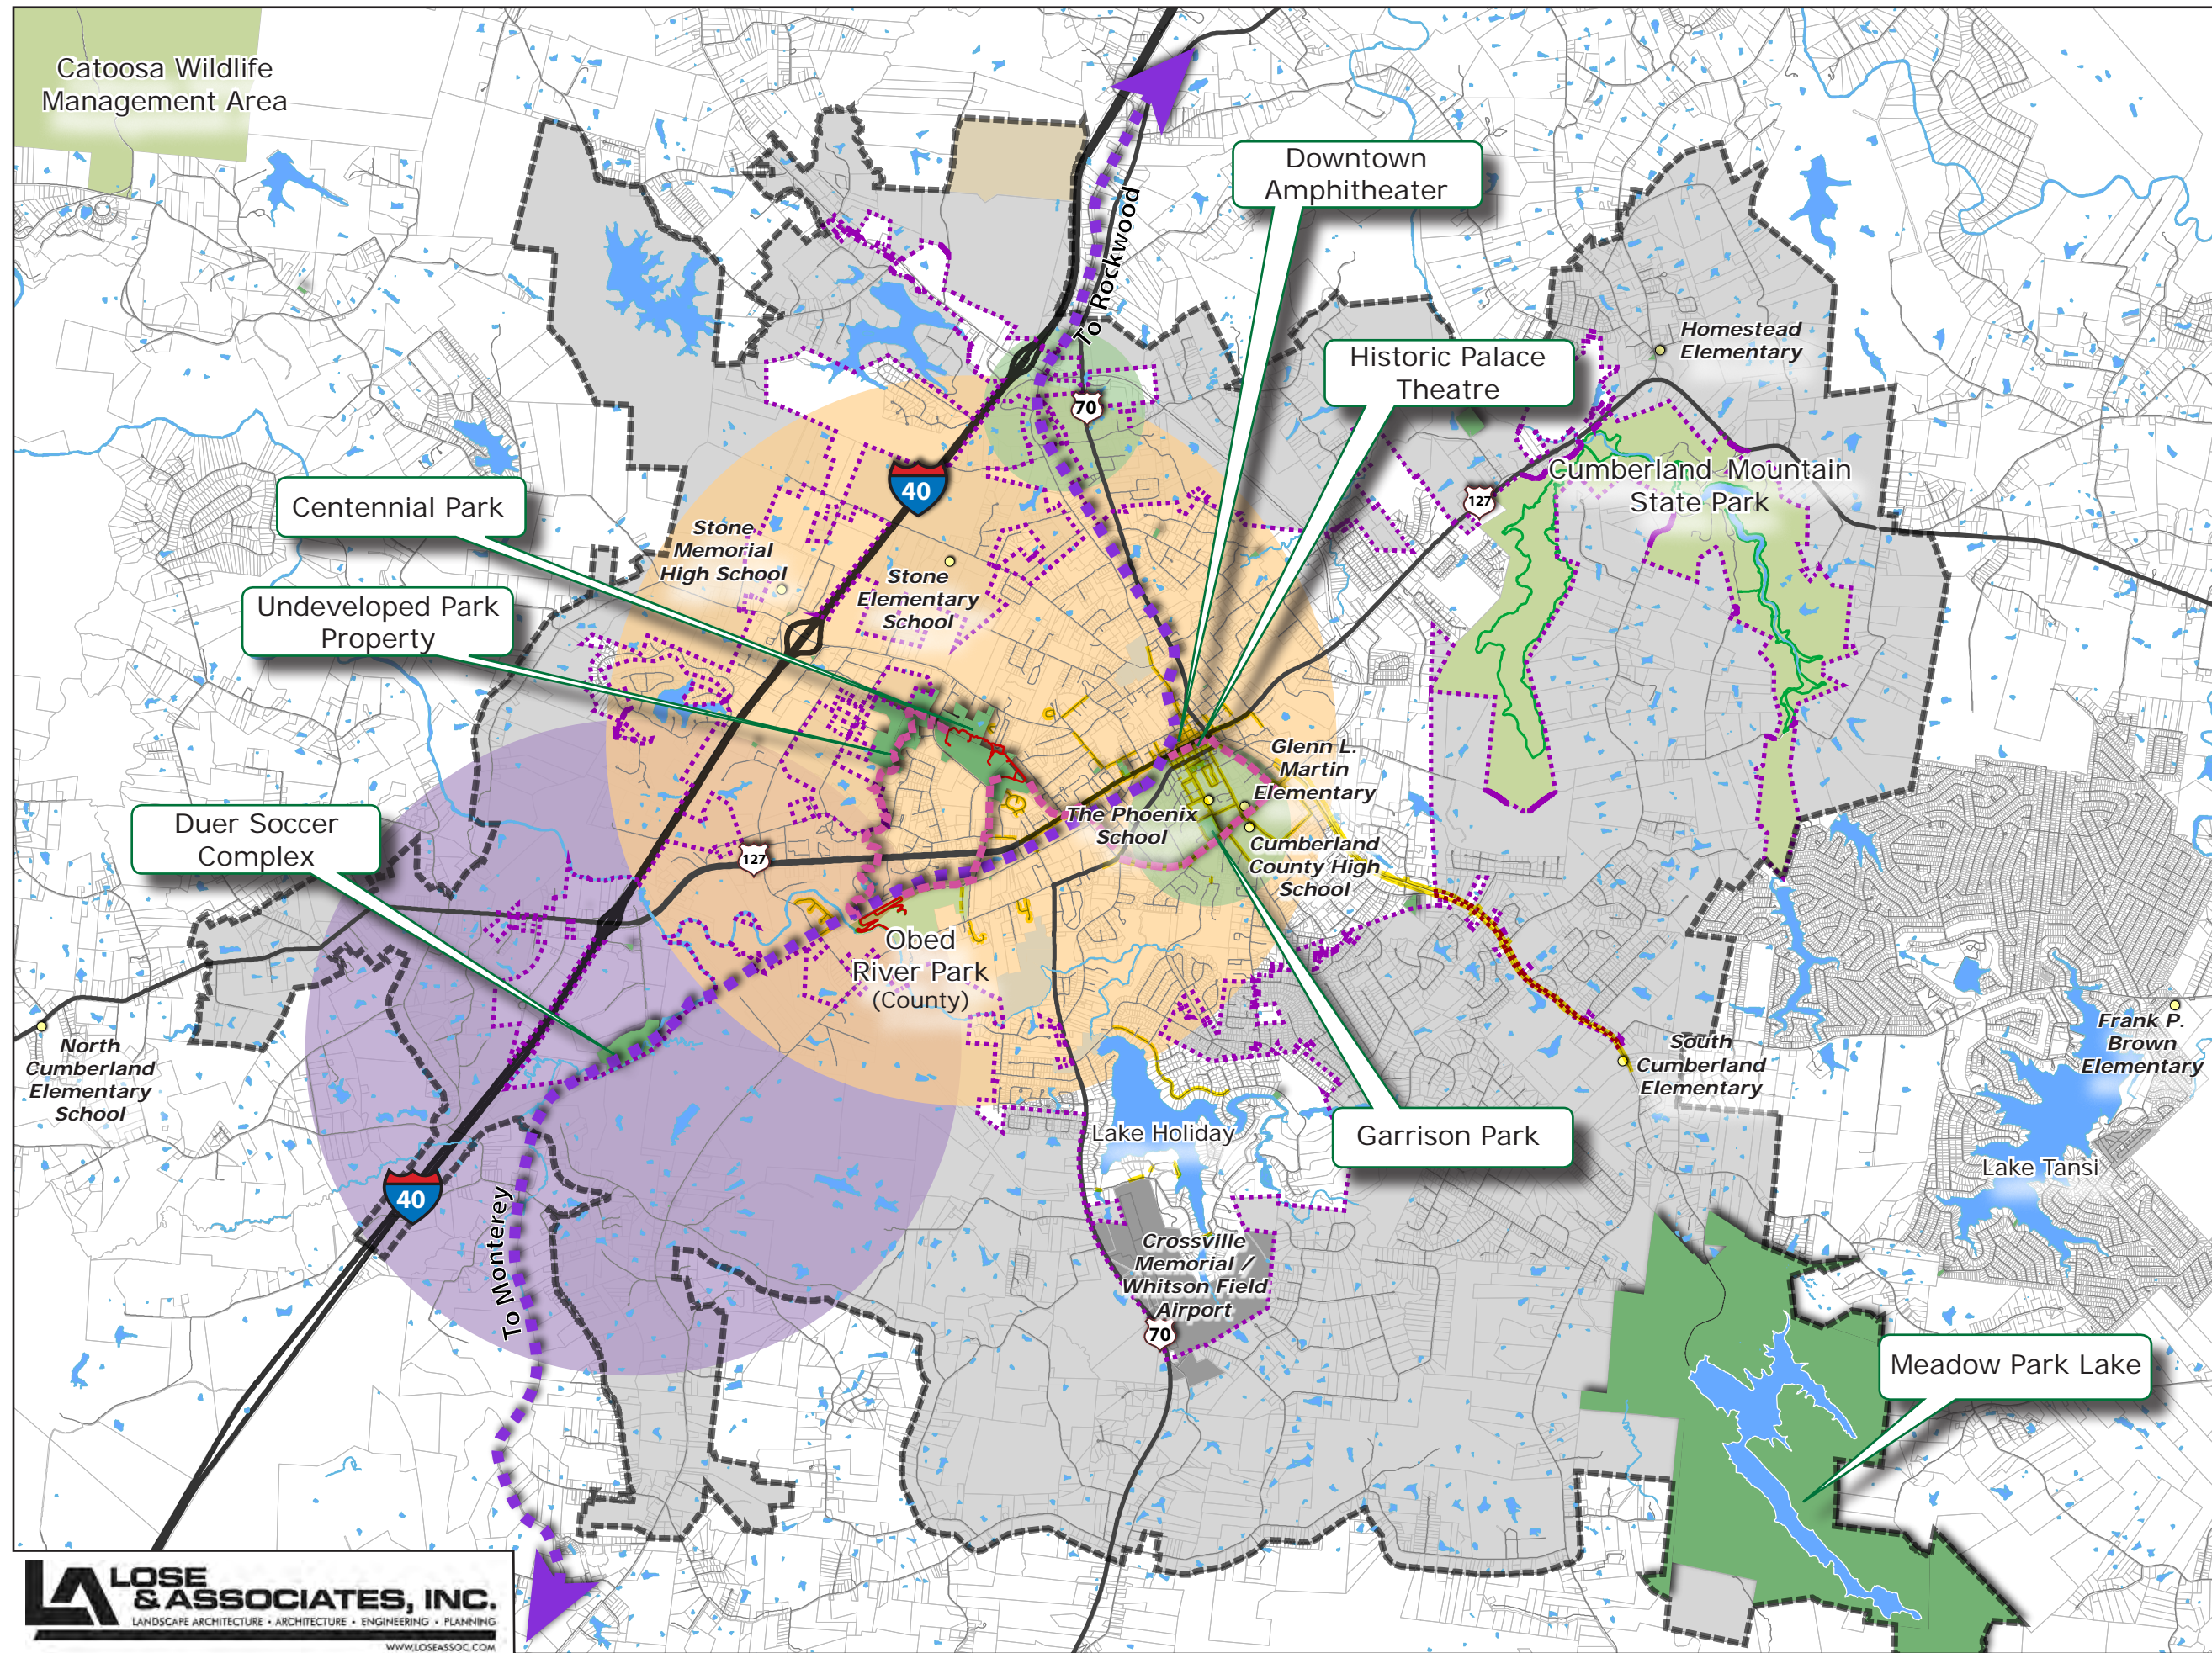 Catoosa Wildlife
Management Area
Downtown
Amphitheater
To Rockwood
Homestead
Elementary
Historic Palace
Theatre
70
Cumberland Mountain
State Park
127
40
Centennial Park
Stone
Memorial
High School
Stone
Elementary
School
Undeveloped Park
Property
Glenn L.
Martin
Elementary
The Phoenix
School
Duer Soccer
Complex
127
Cumberland
County High
School
Obed
River Park
(County)
North
Cumberland
Elementary
School
South
Cumberland
Elementary
Frank P.
Brown
Elementary
Lake Holiday
Garrison Park
Lake Tansi
40
To Monterey
Crossville
Memorial /
Whitson Field
Airport
70
Meadow Park Lake
LA LOSE
& ASSOCIATES, INC.
LANDSCAPE ARCHITECTURE • ARCHITECTURE • ENGINEERING • PLANNING
WWW.LOSEASSOC.COM